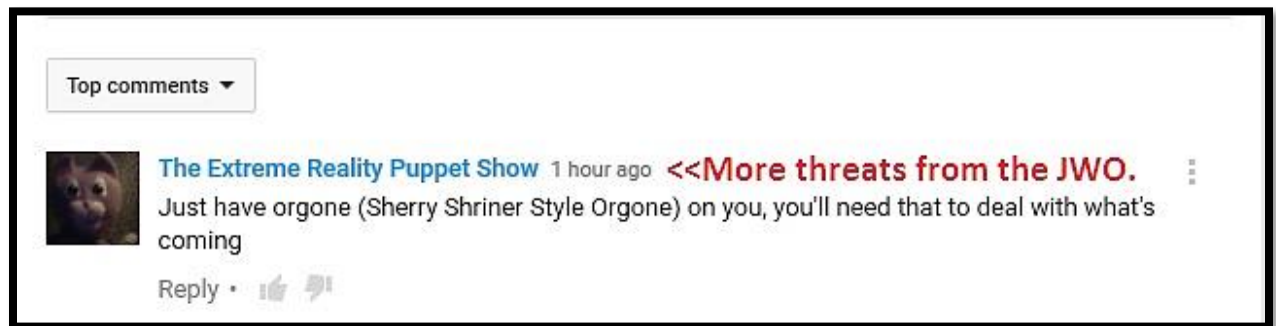 Top comments
The Extreme Reality Puppet Show 1 hour ago <<More threats from the JWO.
Just have orgone (Sherry Shriner Style Orgone) on you, you'll need that to deal with what's
coming
Reply •